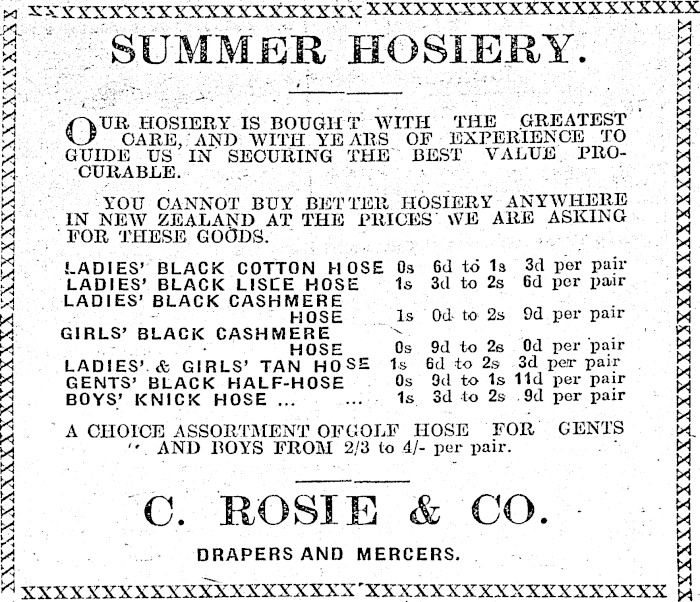 SUMMER HOSIERY.
OUR HOSIERY IS BOUGHT WITH THE GREATEST
CARE, AND WITH YEARS OF EXPERIENCE TO
GUIDE US IN SECURING THE BEST VALUE PRO-
CURABLE.
YOU CANNOT BUY BETTER HOSIERY ANYWHERE
IN NEW ZEALAND AT THE PRICES WE ARE ASKING
FOR THESE GOODS.
LADIES' BLACK COTTON HOSE 0s 6d to 1s 3d per pair
LADIES' BLACK LISLE HOSE 1s 3d to 2s 6d per pair
LADIES' BLACK CASHMERE
HOSE 1s 0d to 2s 9d per pair
GIRLS' BLACK CASHMERE
HOSE 0s 9d to 2s 0d per pair
LADIES' & GIRLS' TAN HOSE 1s 6d to 2s 3d per pair
GENTS' BLACK HALF-HOSE 0s 9d to 1s 11d per pair
BOYS' KNICK HOSE ... ... 1s 3d to 2s 9d per pair
A CHOICE ASSORTMENT OF GOLF HOSE FOR GENTS
AND BOYS FROM 2/3 to 4/- per pair.
C. ROSIE & CO.
DRAPERS AND MERCERS.